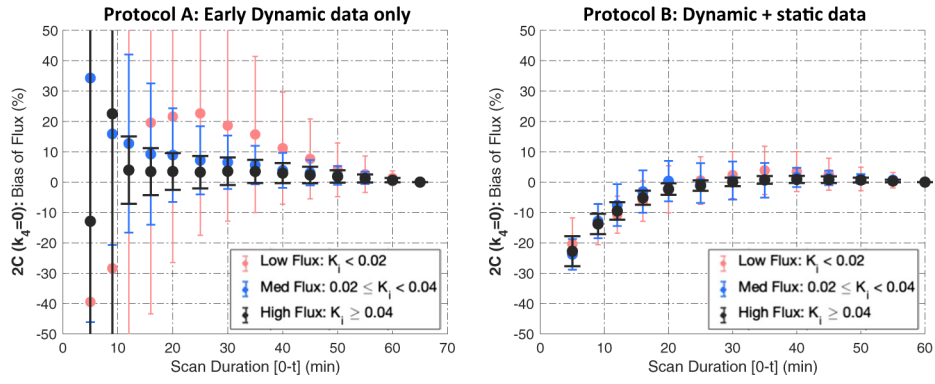 Protocol A: Early Dynamic data only
2C (k4=0): Bias of Flux (%)
50
40
30
20
10
0
-10
-20
-30
-40
-50
Low Flux: Ki < 0.02
Med Flux: 0.02 ≤ Ki < 0.04
High Flux: Ki ≥ 0.04
0 10 20 30 40 50 60 70
Scan Duration [0-t] (min)
Protocol B: Dynamic + static data
2C (k4=0): Bias of Flux (%)
50
40
30
20
10
0
-10
-20
-30
-40
-50
Low Flux: Ki < 0.02
Med Flux: 0.02 ≤ Ki < 0.04
High Flux: Ki ≥ 0.04
0 10 20 30 40 50 60
Scan Duration [0-t] (min)